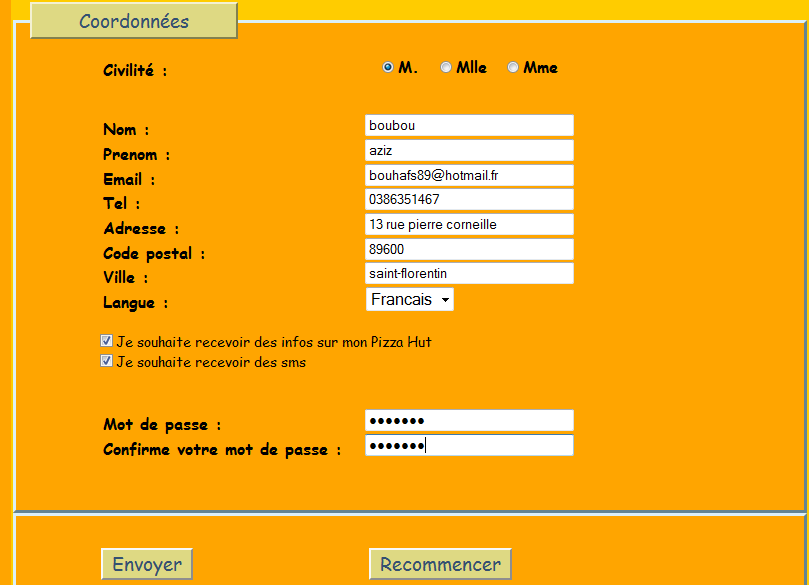 Coordonnées
Civilité : M. Mlle Mme
Nom : boubou
Prenom : aziz
Email : bouhafs89@hotmail.fr
Tel : 0386351467
Adresse : 13 rue pierre corneille
Code postal : 89600
Ville : saint-florentin
Langue : Francais
Je souhaite recevoir des infos sur mon Pizza Hut
Je souhaite recevoir des sms
Mot de passe : •••••••
Confirme votre mot de passe : •••••••
Envoyer Recommencer